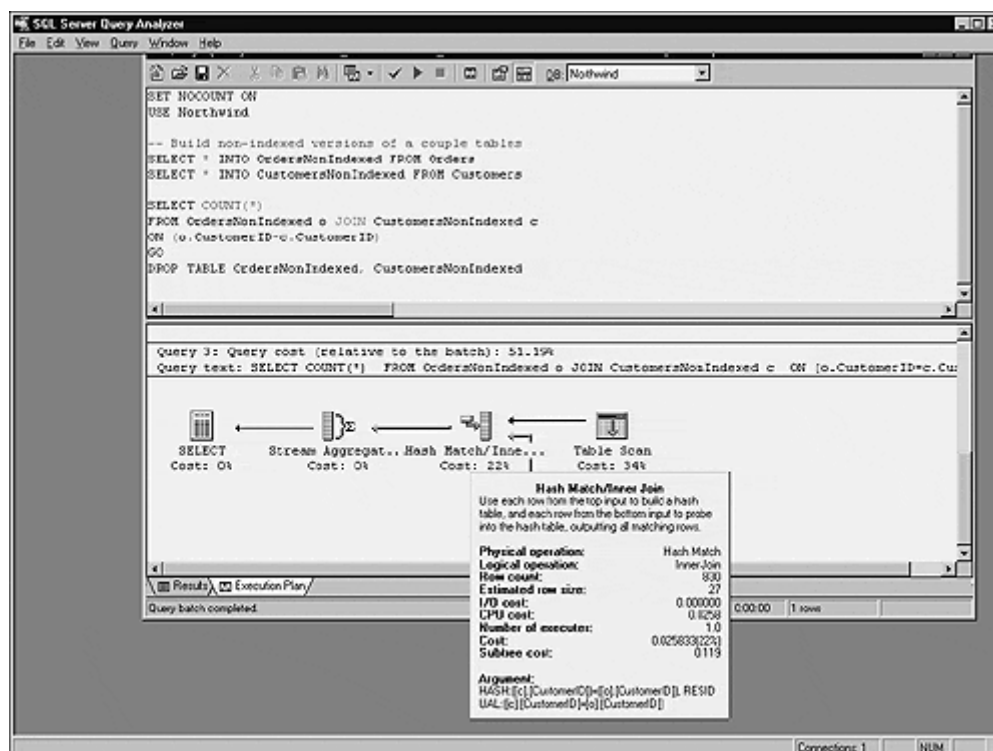 SQL Server Query Analyzer
File Edit View Query Window Help
DB: Northwind
SET NOCOUNT ON
USE Northwind
-- Build non-indexed versions of a couple tables
SELECT * INTO OrdersNonIndexed FROM Orders
SELECT * INTO CustomersNonIndexed FROM Customers
SELECT COUNT(*)
FROM OrdersNonIndexed o JOIN CustomersNonIndexed c
ON (o.CustomerID=c.CustomerID)
GO
DROP TABLE OrdersNonIndexed, CustomersNonIndexed
Query 3: Query cost (relative to the batch): 51.19%
Query text: SELECT COUNT(*) FROM OrdersNonIndexed o JOIN CustomersNonIndexed c ON (o.CustomerID=c.Cus
SELECT Stream Aggregat... Hash Match/Inne... Table Scan
Cost: 0% Cost: 0% Cost: 22% Cost: 34%
Hash Match/Inner Join
Use each row from the top input to build a hash
table, and each row from the bottom input to probe
into the hash table, outputting all matching rows.
Physical operation: Hash Match
Logical operation: Inner Join
Row count: 830
Estimated row size: 27
I/O cost: 0.000000
CPU cost: 0.0258
Number of executes: 1.0
Cost: 0.025833(22%)
Subtree cost: 0.119
Argument:
HASH:([c].[CustomerID])=([o].[CustomerID]), RESID
UAL:([c].[CustomerID]=[o].[CustomerID])
Results Execution Plan
Query batch completed. 0:00:00 1 rows
Connections: 1 NUM